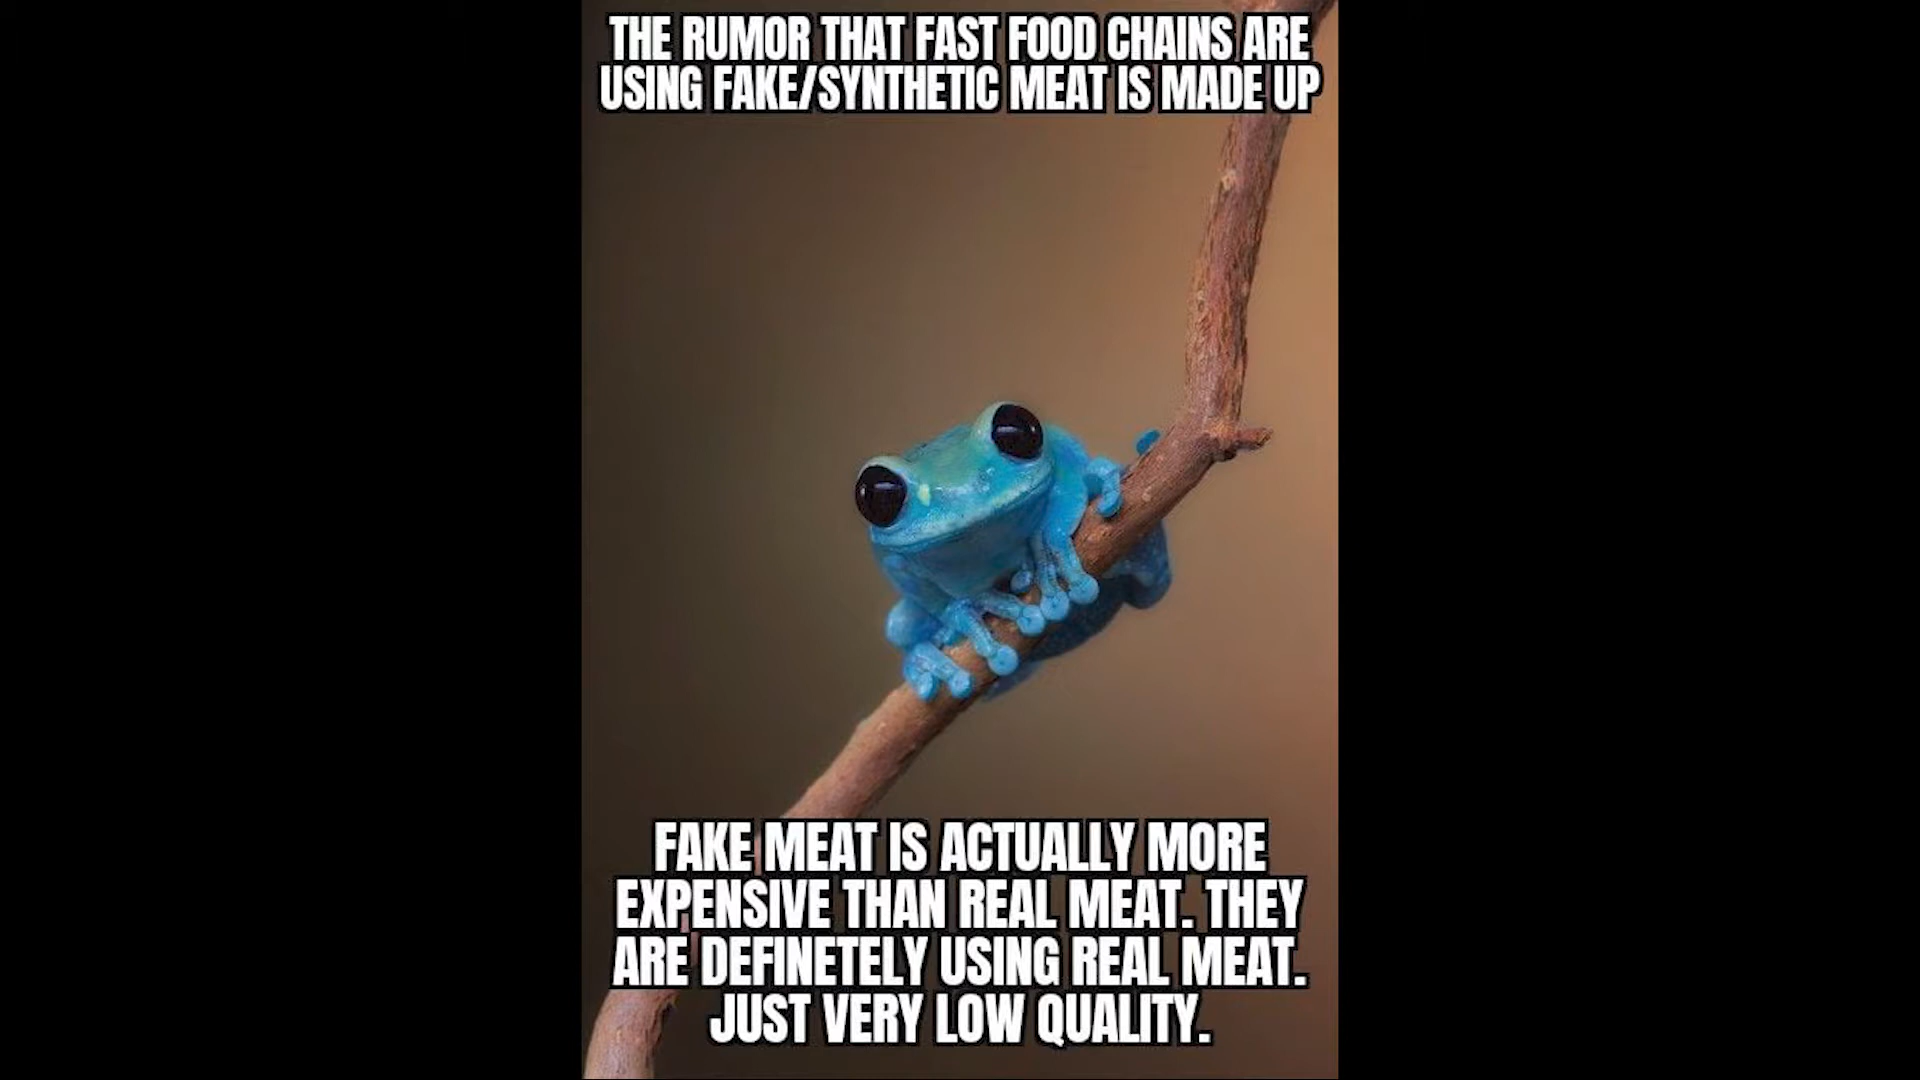 THE RUMOR THAT FAST FOOD CHAINS ARE
USING FAKE/SYNTHETIC MEAT IS MADE UP
FAKE MEAT IS ACTUALLY MORE
EXPENSIVE THAN REAL MEAT. THEY
ARE DEFINETELY USING REAL MEAT.
JUST VERY LOW QUALITY.